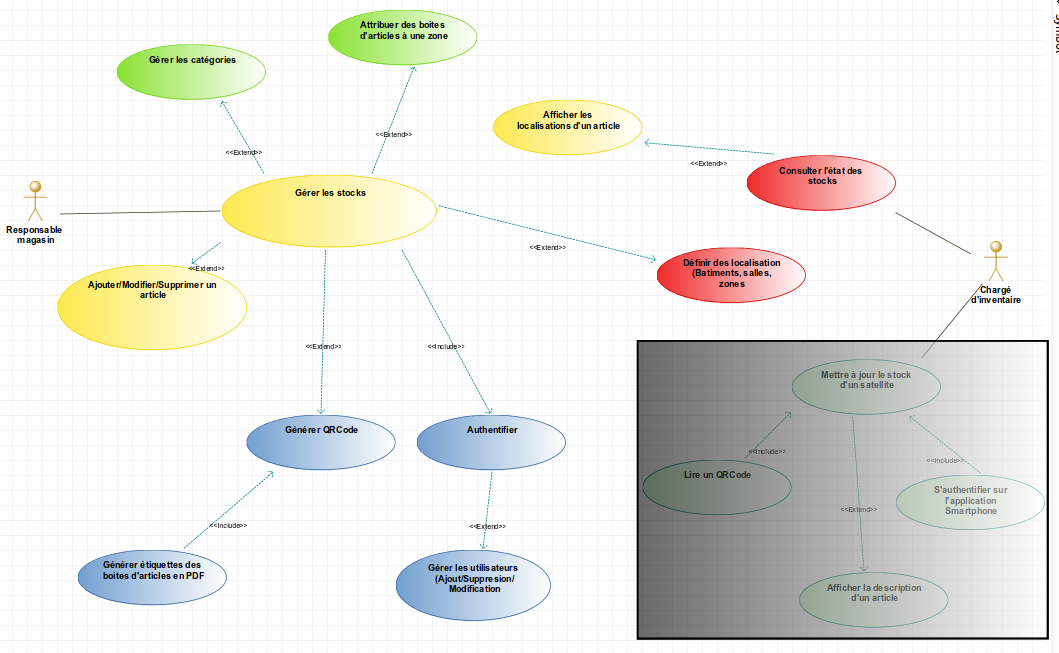 Attribuer des boites
d'articles à une zone
Gérer les catégories
Afficher les
localisations d'un article
<<Extend>>
<<Extend>>
<<Extend>>
Consulter l'état des
stocks
Gérer les stocks
Responsable
magasin
<<Extend>>
<<Extend>>
Définir des localisation
(Batiments, salles,
zones
Ajouter/Modifier/Supprimer un
article
Chargé
d'inventaire
<<Extend>>
<<Include>>
Mettre à jour le stock
d'un satellite
Générer QRCode
Authentifier
<<Include>>
<<Include>>
Lire un QRCode
S'authentifier sur
l'application
Smartphone
<<Extend>>
<<Include>>
<<Extend>>
Générer étiquettes des
boites d'articles en PDF
Gérer les utilisateurs
(Ajout/Suppresion/
Modification
Afficher la description
d'un article